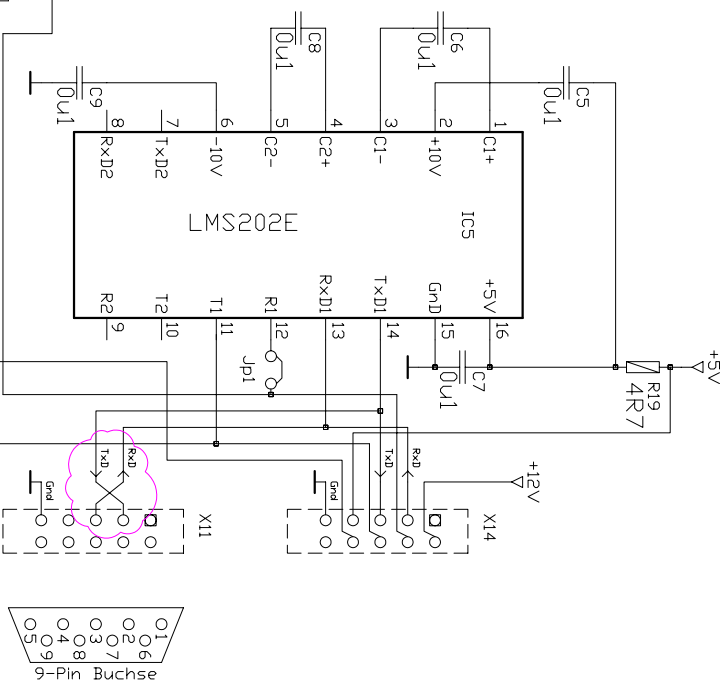 C8
0u1
C6
0u1
C9
0u1
C5
0u1
8
7
6
5
4
3
2
1
RxD2
TxD2
-10V
C2-
C2+
C1-
+10V
C1+
LMS202E
IC5
R2
T2
T1
R1
RxD1
TxD1
GnD
+5V
9
10
11
12
13
14
15
16
Jp1
C7
0u1
R19
4R7
+5V
TxD
RxD
TxD
RxD
Gnd
Gnd
+12V
X11
X14
5
4
3
2
1
9
8
7
6
9-Pin Buchse